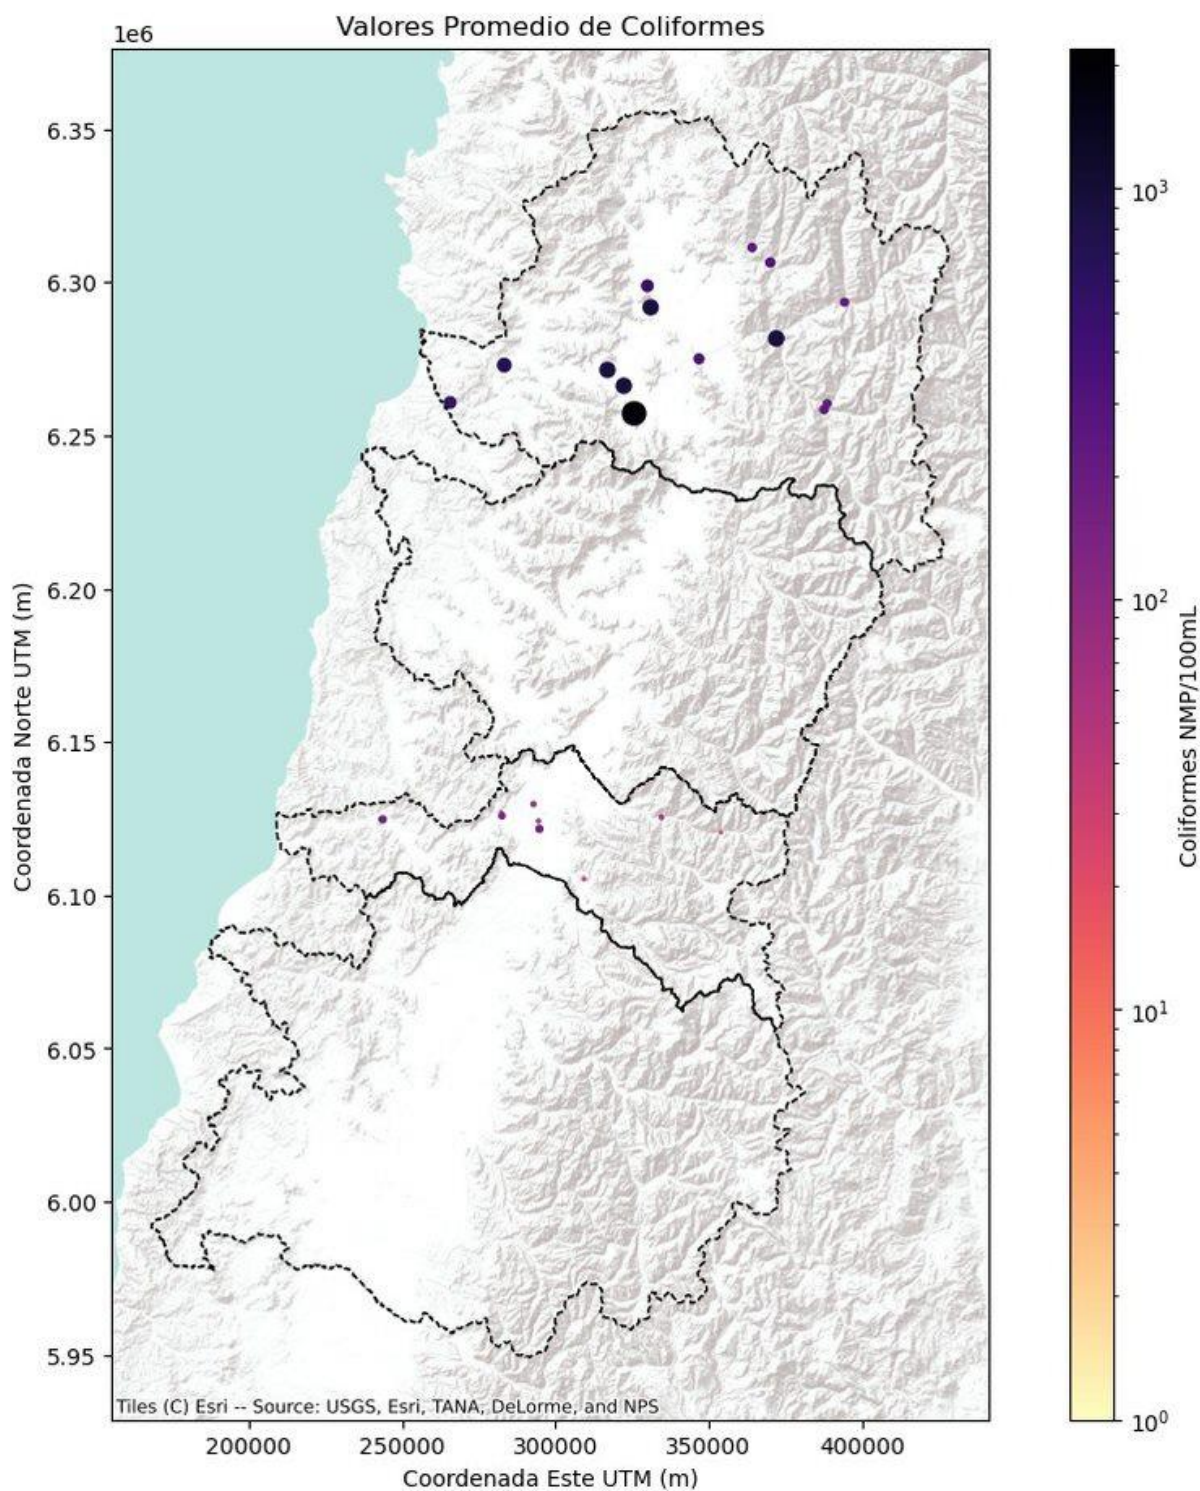 Valores Promedio de Coliformes
1e6
6.35
6.30
6.25
6.20
6.15
6.10
6.05
6.00
5.95
Coordenada Norte UTM (m)
Tiles (C) Esri -- Source: USGS, Esri, TANA, DeLorme, and NPS
200000 250000 300000 350000 400000
Coordenada Este UTM (m)
10³
10²
10¹
10⁰
Coliformes NMP/100mL